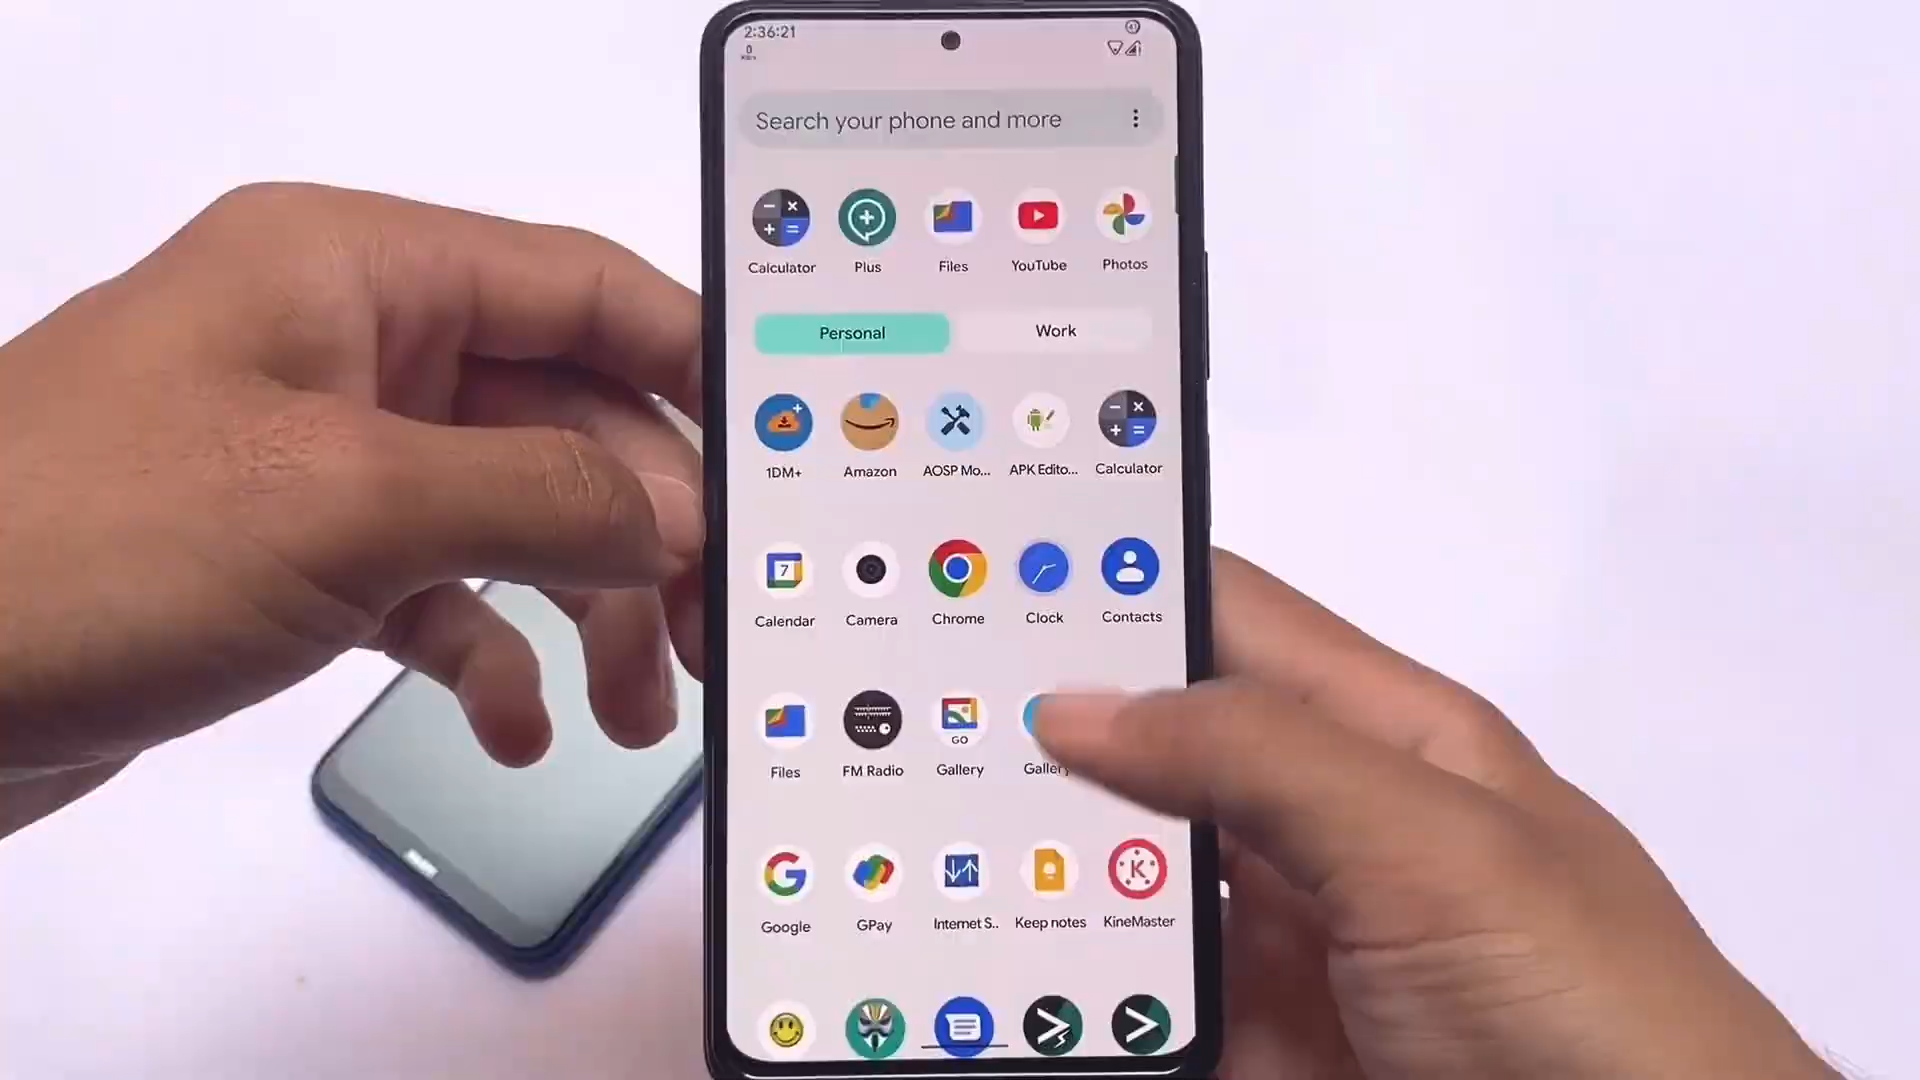 2:36:21
0
Search your phone and more
Calculator Plus Files YouTube Photos
Personal Work
1DM+ Amazon AOSP Mo... APK Edito... Calculator
7
Calendar Camera Chrome Clock Contacts
GO
Files FM Radio Gallery Gallery
K
Google GPay Internet S.. Keep notes KineMaster